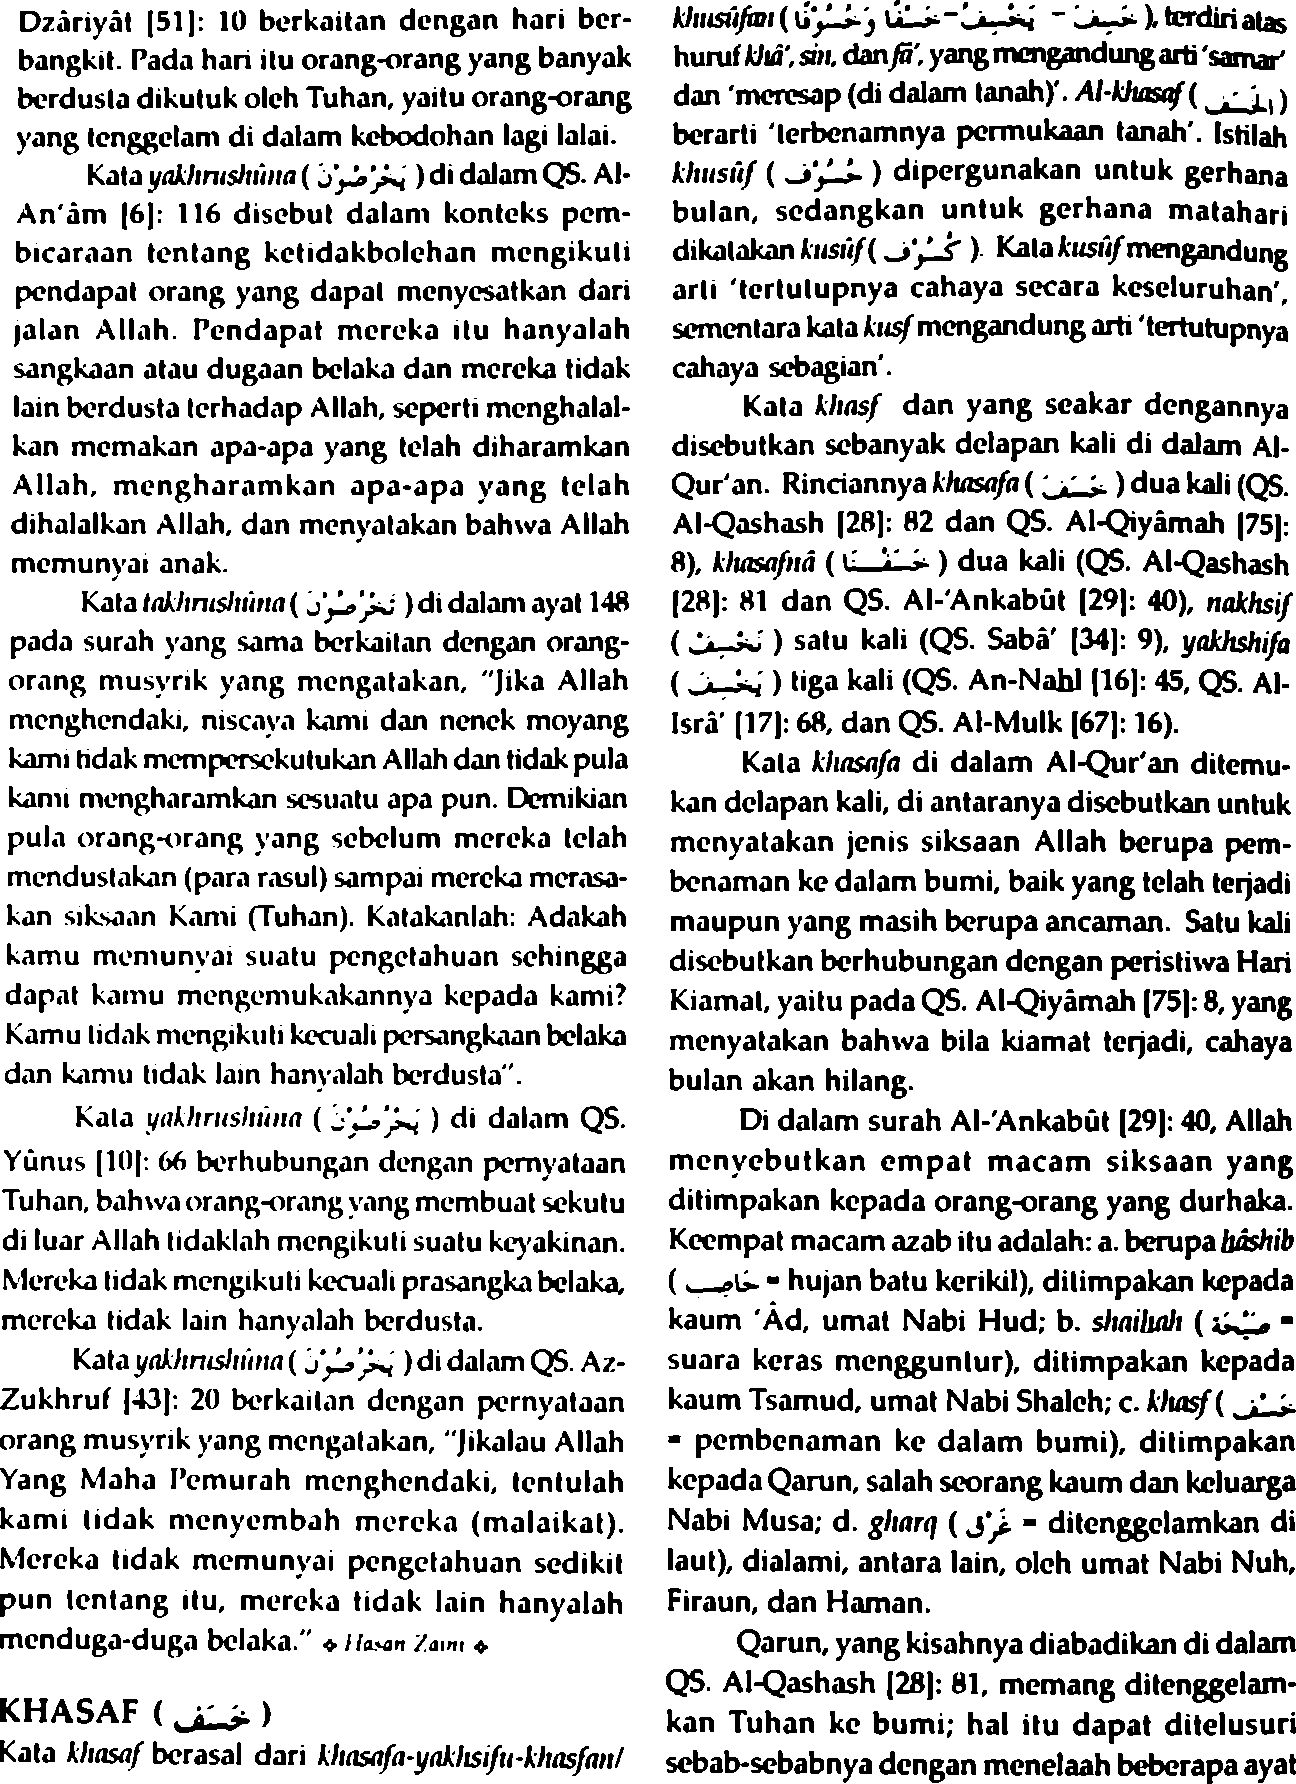 Dzâriyât [51]: 10 berkaitan dengan hari ber-
bangkit. Pada hari itu orang-orang yang banyak
berdusta dikutuk oleh Tuhan, yaitu orang-orang
yang tenggelam di dalam kebodohan lagi lalai.
Kata yakhrushûna ( يَخْرُصُوْنَ ) di dalam QS. Al-
An'âm [6]: 116 disebut dalam konteks pem-
bicaraan tentang ketidakbolehan mengikuti
pendapat orang yang dapat menyesatkan dari
jalan Allah. Pendapat mereka itu hanyalah
sangkaan atau dugaan belaka dan mereka tidak
lain berdusta terhadap Allah, seperti menghalal-
kan memakan apa-apa yang telah diharamkan
Allah, mengharamkan apa-apa yang telah
dihalalkan Allah, dan menyatakan bahwa Allah
memunyai anak.
Kata takhrushûna ( تَخْرُصُوْنَ ) di dalam ayat 148
pada surah yang sama berkaitan dengan orang-
orang musyrik yang mengatakan, "Jika Allah
menghendaki, niscaya kami dan nenek moyang
kami tidak mempersekutukan Allah dan tidak pula
kami mengharamkan sesuatu apa pun. Demikian
pula orang-orang yang sebelum mereka telah
mendustakan (para rasul) sampai mereka merasa-
kan siksaan Kami (Tuhan). Katakanlah: Adakah
kamu memunyai suatu pengetahuan sehingga
dapat kamu mengemukakannya kepada kami?
Kamu tidak mengikuti kecuali persangkaan belaka
dan kamu tidak lain hanyalah berdusta".
Kata yakhrushûna ( يَخْرُصُوْنَ ) di dalam QS.
Yûnus [10]: 66 berhubungan dengan pernyataan
Tuhan, bahwa orang-orang yang membuat sekutu
di luar Allah tidaklah mengikuti suatu keyakinan.
Mereka tidak mengikuti kecuali prasangka belaka,
mereka tidak lain hanyalah berdusta.
Kata yakhrushûna ( يَخْرُصُوْنَ ) di dalam QS. Az-
Zukhruf [43]: 20 berkaitan dengan pernyataan
orang musyrik yang mengatakan, "Jikalau Allah
Yang Maha Pemurah menghendaki, tentulah
kami tidak menyembah mereka (malaikat).
Mereka tidak memunyai pengetahuan sedikit
pun tentang itu, mereka tidak lain hanyalah
menduga-duga belaka." ❖ Hasan Zaini ❖
KHASAF ( خَسَف )
Kata khasaf berasal dari khasafa-yakhsifu-khasfan/
khusûfan ( خَسَفَ - يَخْسِفُ - خَسْفًا وَخُسُوْفًا ), terdiri atas
huruf khâ', sin, dan fâ', yang mengandung arti 'samar'
dan 'meresap (di dalam tanah)'. Al-khasaf ( الخَسَف )
berarti 'terbenamnya permukaan tanah'. Istilah
khusûf ( خُسُوْف ) dipergunakan untuk gerhana
bulan, sedangkan untuk gerhana matahari
dikatakan kusûf ( كُسُوْف ). Kata kusûf mengandung
arti 'tertutupnya cahaya secara keseluruhan',
sementara kata kusf mengandung arti 'tertutupnya
cahaya sebagian'.
Kata khasf dan yang seakar dengannya
disebutkan sebanyak delapan kali di dalam Al-
Qur'an. Rinciannya khasafa ( خَسَفَ ) dua kali (QS.
Al-Qashash [28]: 82 dan QS. Al-Qiyâmah [75]:
8), khasafnâ ( خَسَفْنَا ) dua kali (QS. Al-Qashash
[28]: 81 dan QS. Al-'Ankabût [29]: 40), nakhsif
( نَخْسِفْ ) satu kali (QS. Sabâ' [34]: 9), yakhshifa
( يَخْسِفَ ) tiga kali (QS. An-Nahl [16]: 45, QS. Al-
Isrâ' [17]: 68, dan QS. Al-Mulk [67]: 16).
Kata khasafa di dalam Al-Qur'an ditemu-
kan delapan kali, di antaranya disebutkan untuk
menyatakan jenis siksaan Allah berupa pem-
benaman ke dalam bumi, baik yang telah terjadi
maupun yang masih berupa ancaman. Satu kali
disebutkan berhubungan dengan peristiwa Hari
Kiamat, yaitu pada QS. Al-Qiyâmah [75]: 8, yang
menyatakan bahwa bila kiamat terjadi, cahaya
bulan akan hilang.
Di dalam surah Al-'Ankabût [29]: 40, Allah
menyebutkan empat macam siksaan yang
ditimpakan kepada orang-orang yang durhaka.
Keempat macam azab itu adalah: a. berupa hâshib
( حَاصِب = hujan batu kerikil), ditimpakan kepada
kaum 'Âd, umat Nabi Hud; b. shaihah ( صَيْحَة =
suara keras mengguntur), ditimpakan kepada
kaum Tsamud, umat Nabi Shaleh; c. khasf ( خَسْف
= pembenaman ke dalam bumi), ditimpakan
kepada Qarun, salah seorang kaum dan keluarga
Nabi Musa; d. gharq ( غَرْق = ditenggelamkan di
laut), dialami, antara lain, oleh umat Nabi Nuh,
Firaun, dan Haman.
Qarun, yang kisahnya diabadikan di dalam
QS. Al-Qashash [28]: 81, memang ditenggelam-
kan Tuhan ke bumi; hal itu dapat ditelusuri
sebab-sebabnya dengan menelaah beberapa ayat